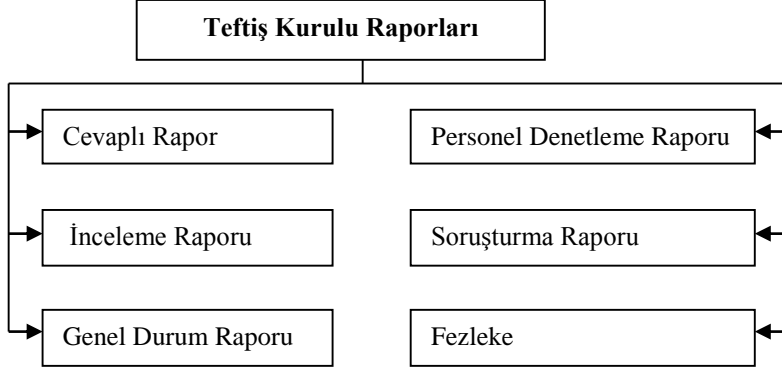 Teftiş Kurulu Raporları
Cevaplı Rapor
Personel Denetleme Raporu
İnceleme Raporu
Soruşturma Raporu
Genel Durum Raporu
Fezleke